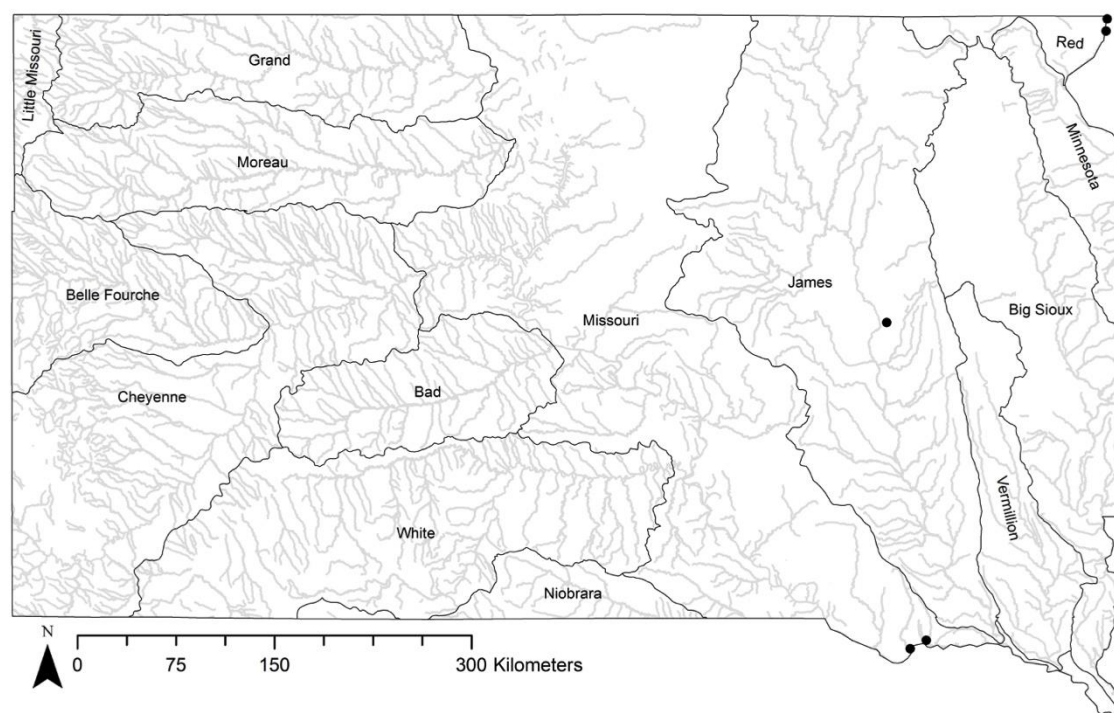 Little Missouri
Grand
Red
Moreau
Minnesota
Belle Fourche
James
Missouri
Big Sioux
Cheyenne
Bad
Vermillion
White
Niobrara
N
0 75 150 300 Kilometers